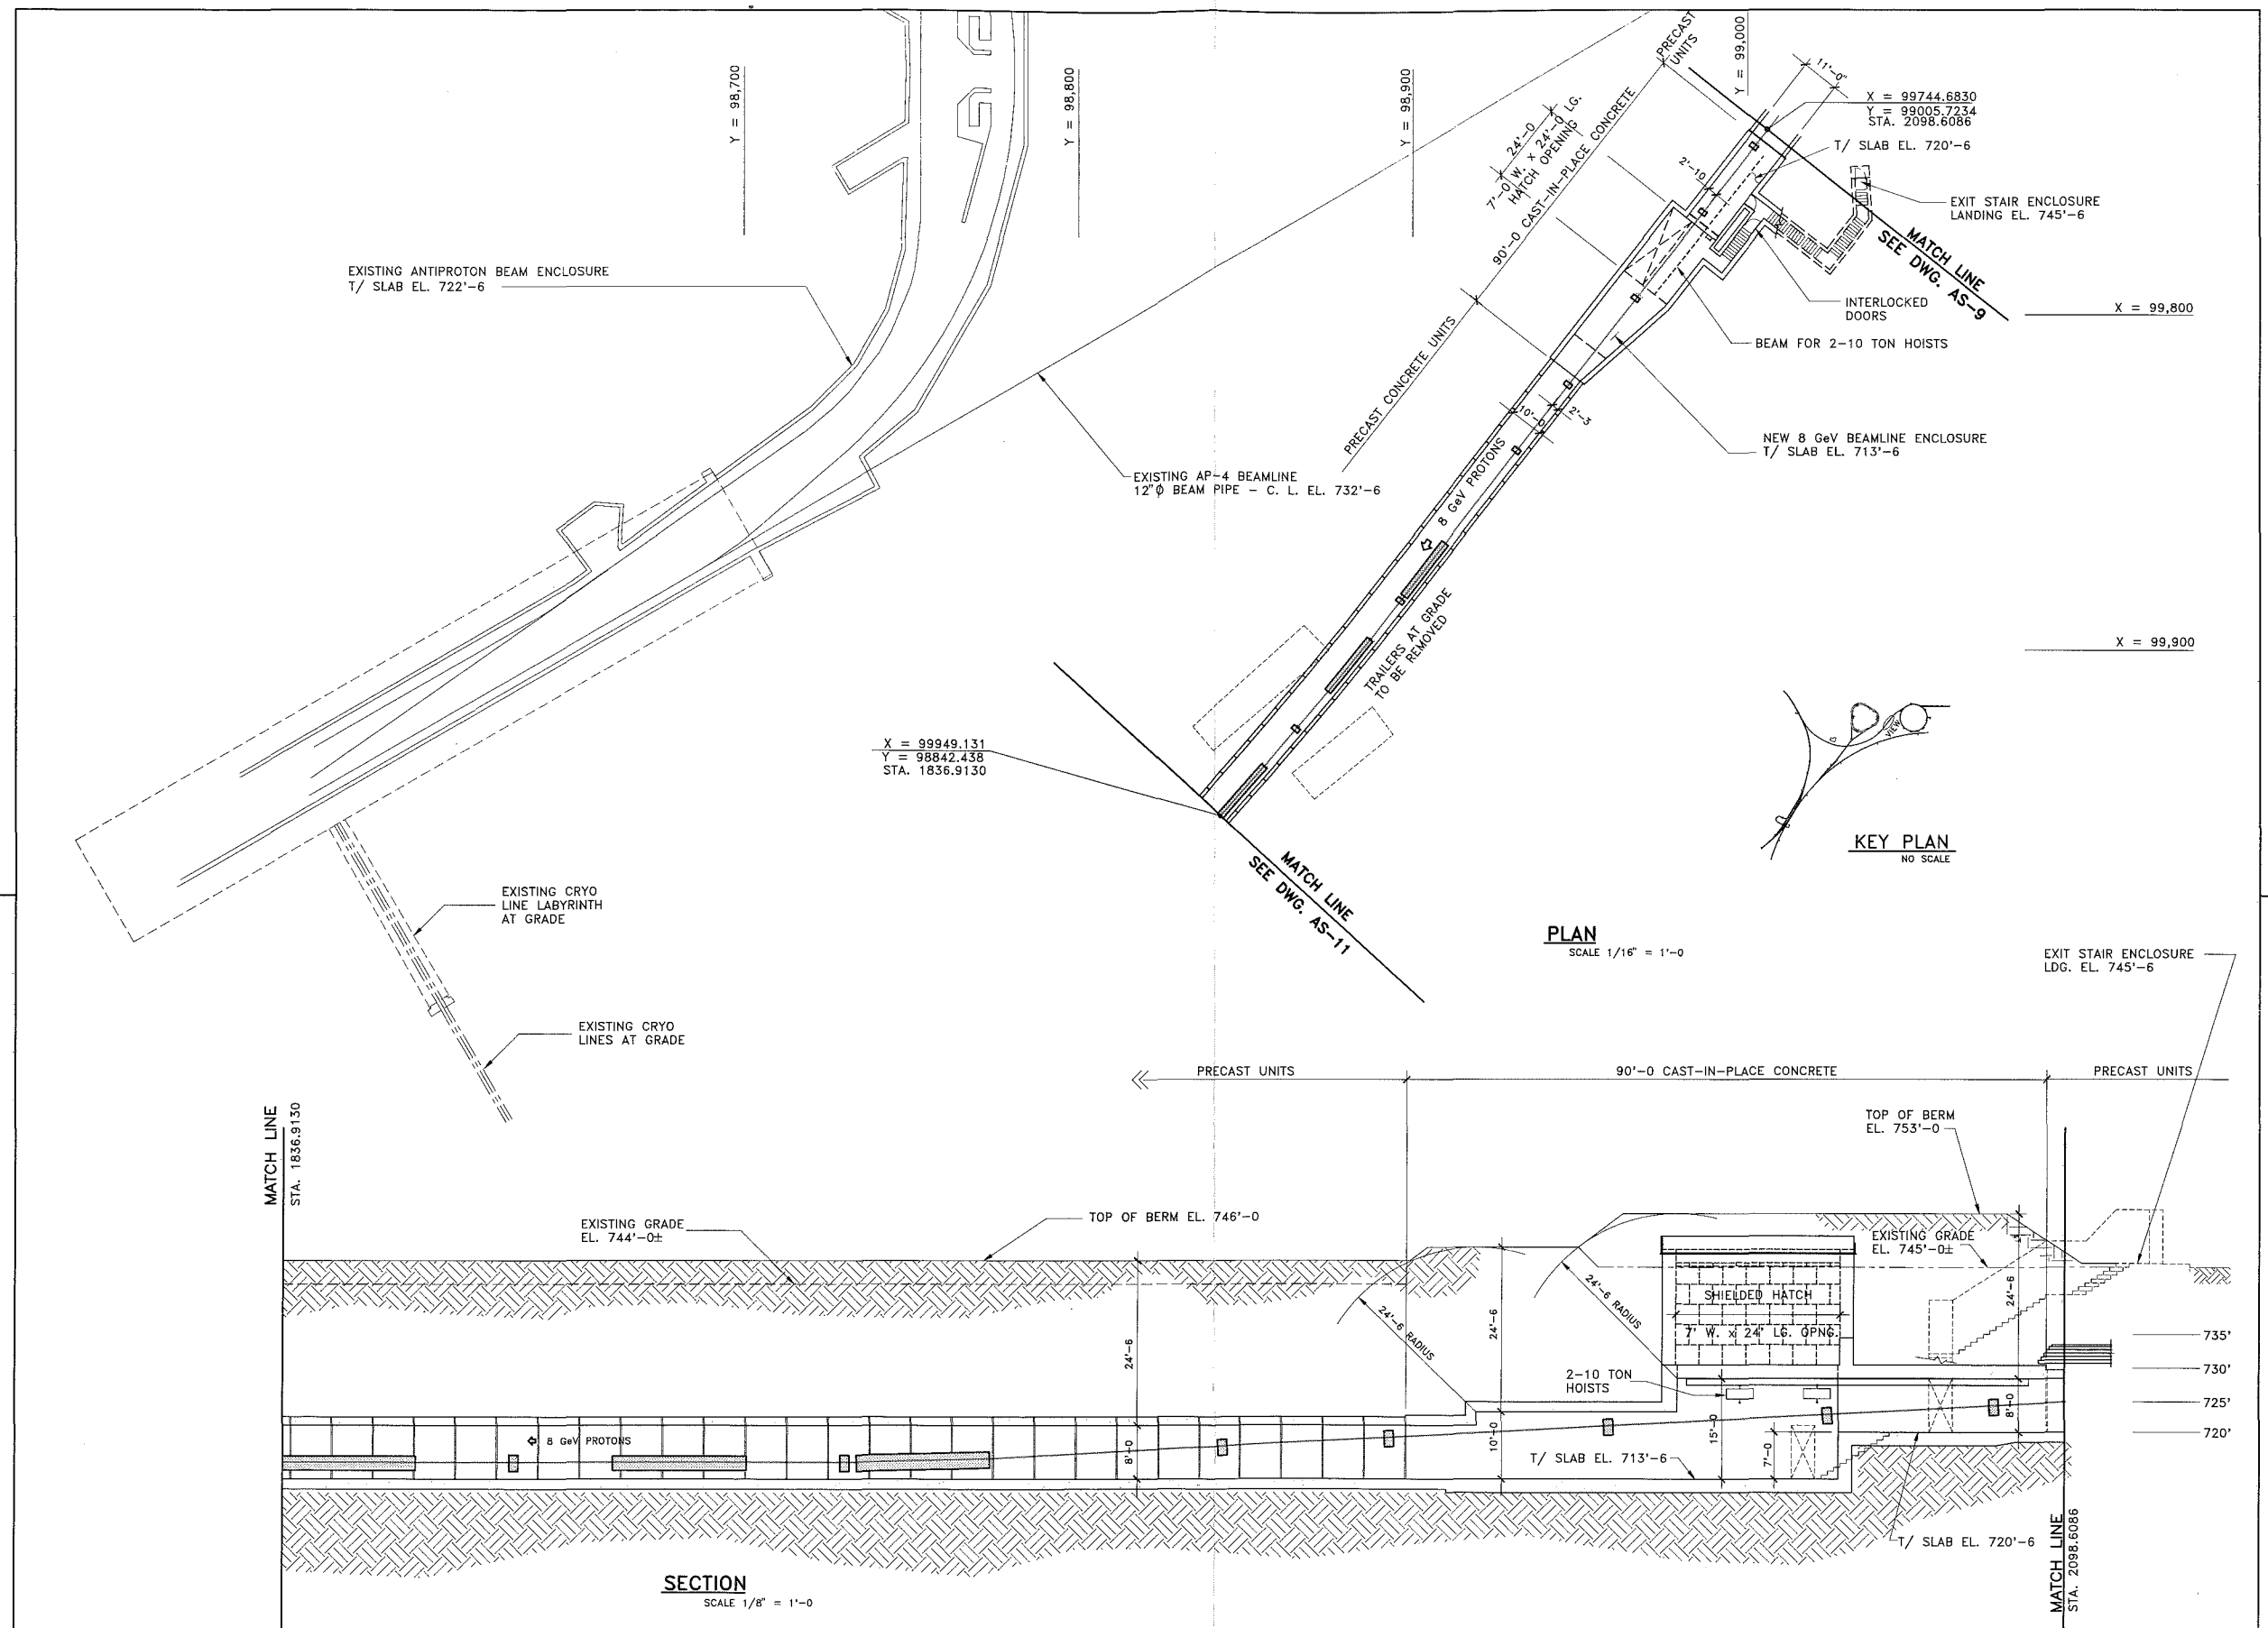 Y = 98,700
Y = 98,800
Y = 98,900
Y = 99,000
PRECAST
UNITS
11'-0"
X = 99744.6830
Y = 99005.7234
STA. 2098.6086
T/ SLAB EL. 720'-6
24'-0
7'-0 W. x 24'-0 LG.
HATCH OPENING
90'-0 CAST-IN-PLACE CONCRETE
2'-10
EXIT STAIR ENCLOSURE
LANDING EL. 745'-6
MATCH LINE
SEE DWG. AS-9
EXISTING ANTIPROTON BEAM ENCLOSURE
T/ SLAB EL. 722'-6
INTERLOCKED
DOORS
X = 99,800
BEAM FOR 2-10 TON HOISTS
PRECAST CONCRETE UNITS
10'-0
2'-3
NEW 8 GeV BEAMLINE ENCLOSURE
T/ SLAB EL. 713'-6
EXISTING AP-4 BEAMLINE
12"Ø BEAM PIPE - C. L. EL. 732'-6
8 GeV PROTONS
TRAILERS AT GRADE
TO BE REMOVED
X = 99,900
X = 99949.131
Y = 98842.438
STA. 1836.9130
VIEW
KEY PLAN
NO SCALE
MATCH LINE
SEE DWG. AS-11
EXISTING CRYO
LINE LABYRINTH
AT GRADE
PLAN
SCALE 1/16" = 1'-0
EXIT STAIR ENCLOSURE
LDG. EL. 745'-6
EXISTING CRYO
LINES AT GRADE
PRECAST UNITS
90'-0 CAST-IN-PLACE CONCRETE
PRECAST UNITS
MATCH LINE
STA. 1836.9130
TOP OF BERM
EL. 753'-0
EXISTING GRADE
EL. 744'-0±
TOP OF BERM EL. 746'-0
EXISTING GRADE
EL. 745'-0±
24'-6 RADIUS
24'-6 RADIUS
24'-6
24'-6
24'-6
SHIELDED HATCH
7' W. x 24' LG. OPNG.
735'
730'
725'
720'
2-10 TON
HOISTS
8 GeV PROTONS
8'-0
10'-0
15'-0
7'-0
8'-0
T/ SLAB EL. 713'-6
T/ SLAB EL. 720'-6
MATCH LINE
STA. 2098.6086
SECTION
SCALE 1/8" = 1'-0